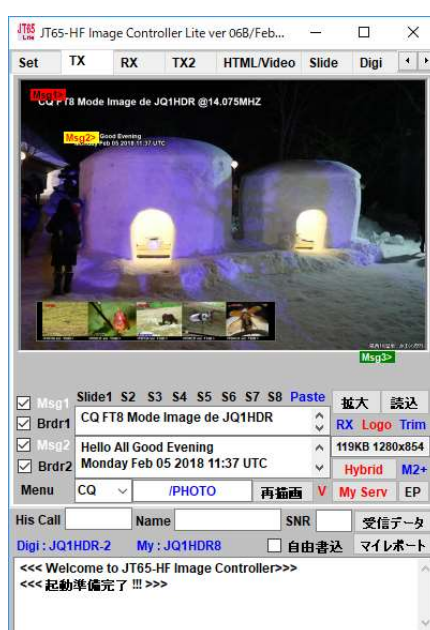 JT65-HF Image Controller Lite ver 06B/Feb...
Set TX RX TX2 HTML/Video Slide Digi
Msg1>
CQ FT8 Mode Image de JQ1HDR @14.075MHZ
Msg2> Good Evening
Monday Feb 05 2018 11:37 UTC
Msg3>
Slide1 S2 S3 S4 S5 S6 S7 S8 Paste 拡大 読込
Msg1
Brdr1
CQ FT8 Mode Image de JQ1HDR
RX Logo Trim
Msg2
Brdr2
Hello All Good Evening
Monday Feb 05 2018 11:37 UTC
119KB 1280x854
Hybrid M2+
Menu CQ /PHOTO 再描画 V My Serv EP
His Call Name SNR 受信データ
Digi : JQ1HDR-2 My : JQ1HDR8 自由書込 マイレポート
<<< Welcome to JT65-HF Image Controller>>>
<<< 起動準備完了 !!! >>>